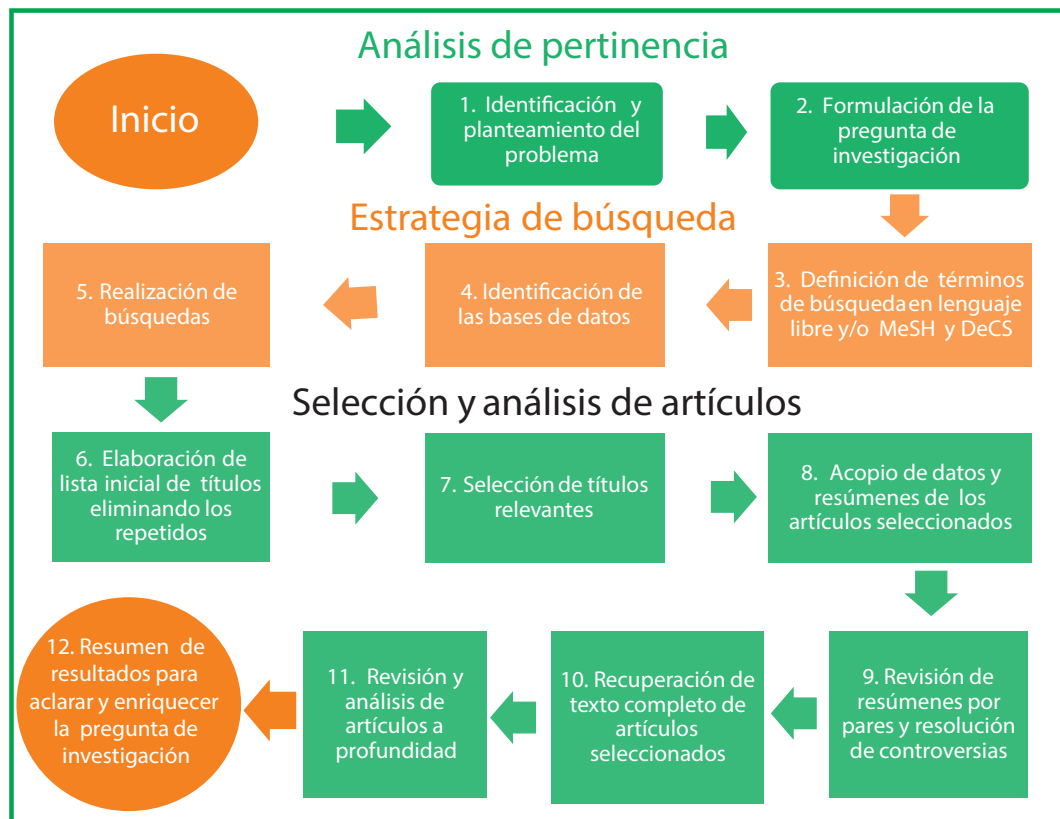 Análisis de pertinencia
Inicio
1. Identificación y
planteamiento del
problema
2. Formulación de la
pregunta de
investigación
Estrategia de búsqueda
3. Definición de términos
de búsqueda en lenguaje
libre y/o MeSH y DeCS
4. Identificación de
las bases de datos
5. Realización de
búsquedas
Selección y análisis de artículos
6. Elaboración de
lista inicial de títulos
eliminando los
repetidos
7. Selección de títulos
relevantes
8. Acopio de datos y
resúmenes de los
artículos seleccionados
9. Revisión de
resúmenes por
pares y resolución
de controversias
10. Recuperación de
texto completo de
artículos
seleccionados
11. Revisión y
análisis de
artículos a
profundidad
12. Resumen de
resultados para
aclarar y enriquecer
la pregunta de
investigación